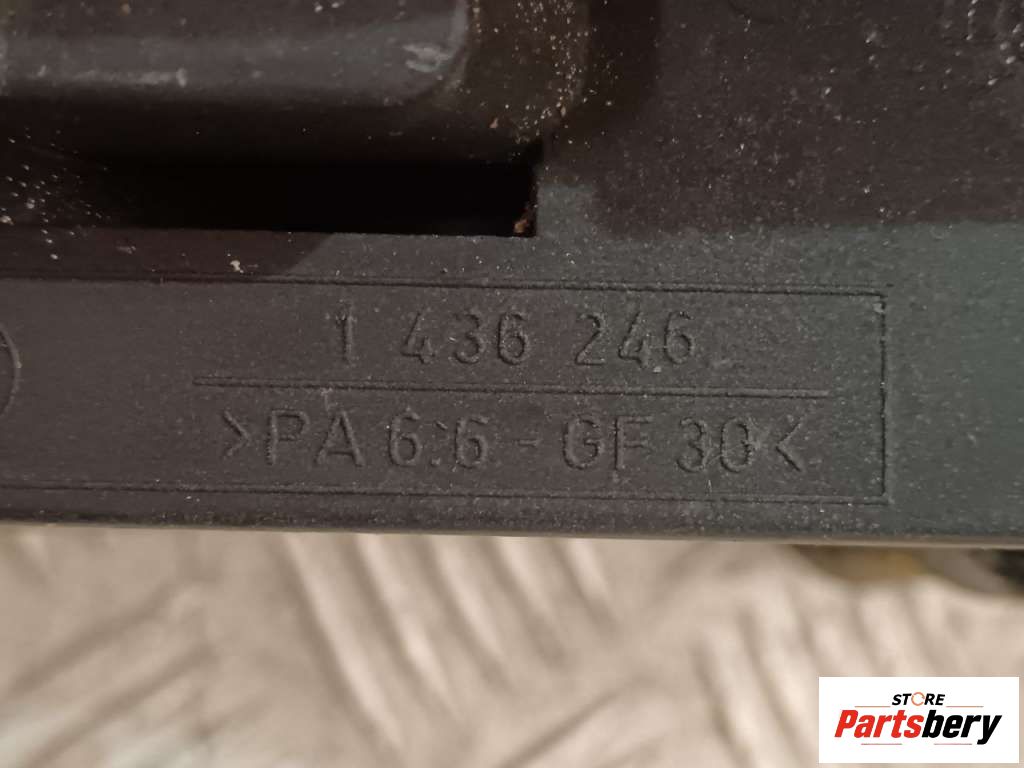 1 436 246
>PA 6.6 - GF 30<
STORE
Partsbery